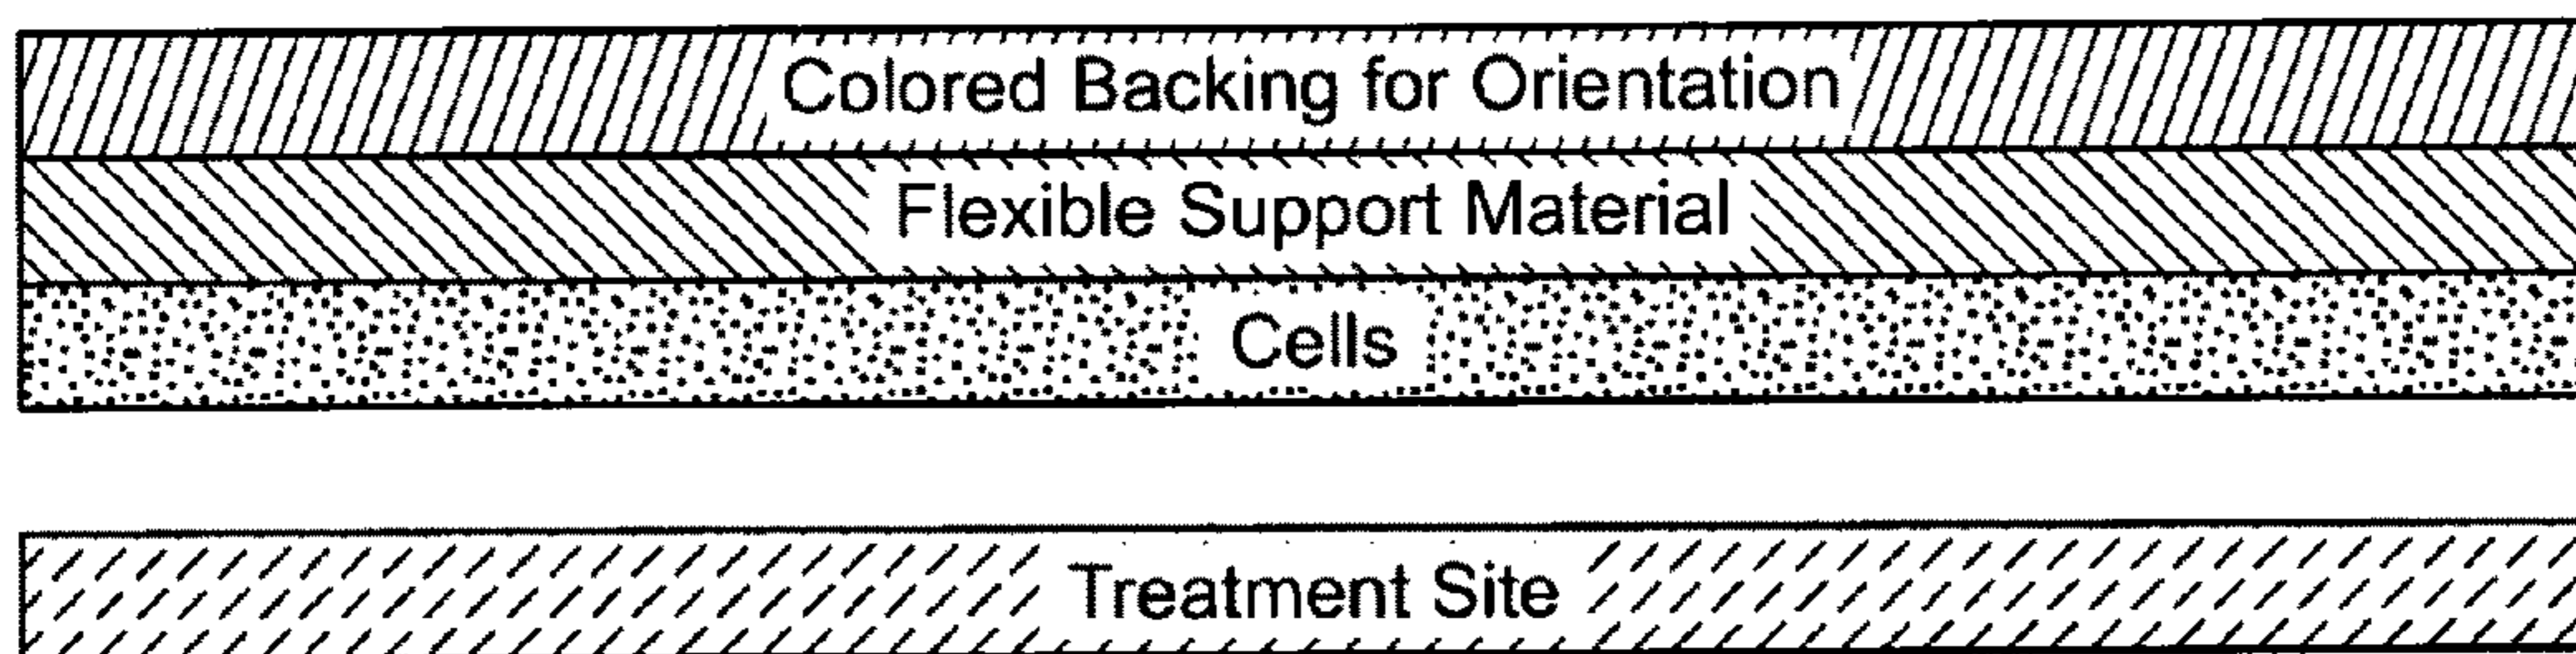 Colored Backing for Orientation
Flexible Support Material
Cells
Treatment Site